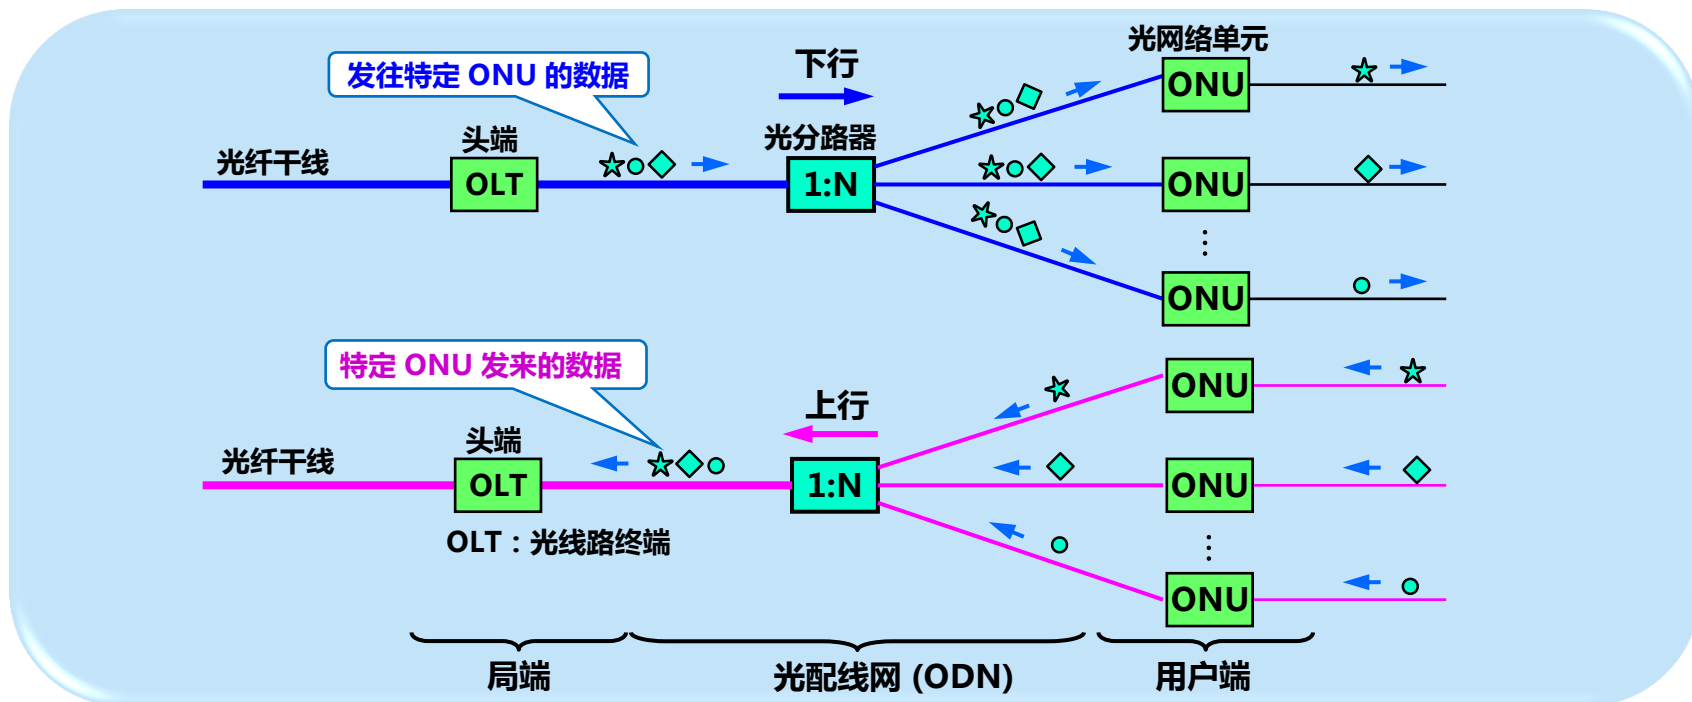 光网络单元
发往特定 ONU 的数据
下行
ONU
头端
光分路器
光纤干线
OLT
1:N
ONU
⋮
ONU
特定 ONU 发来的数据
ONU
上行
头端
光纤干线
OLT
1:N
ONU
OLT：光线路终端
⋮
ONU
局端
光配线网 (ODN)
用户端